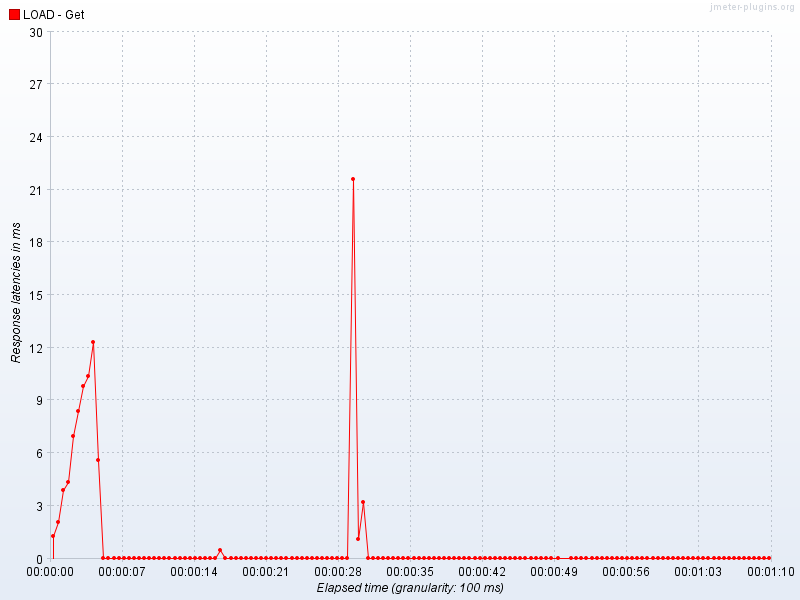 jmeter-plugins.org
LOAD - Get
30
27
24
21
18
15
12
9
6
3
0
Response latencies in ms
00:00:00 00:00:07 00:00:14 00:00:21 00:00:28 00:00:35 00:00:42 00:00:49 00:00:56 00:01:03 00:01:10
Elapsed time (granularity: 100 ms)